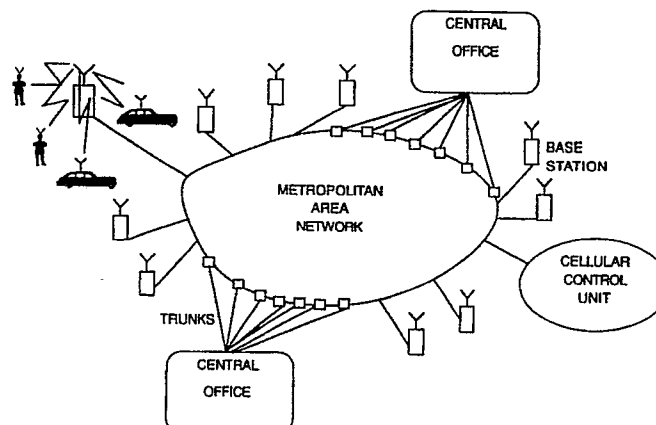 CENTRAL
OFFICE
BASE
STATION
METROPOLITAN
AREA
NETWORK
CELLULAR
CONTROL
UNIT
TRUNKS
CENTRAL
OFFICE